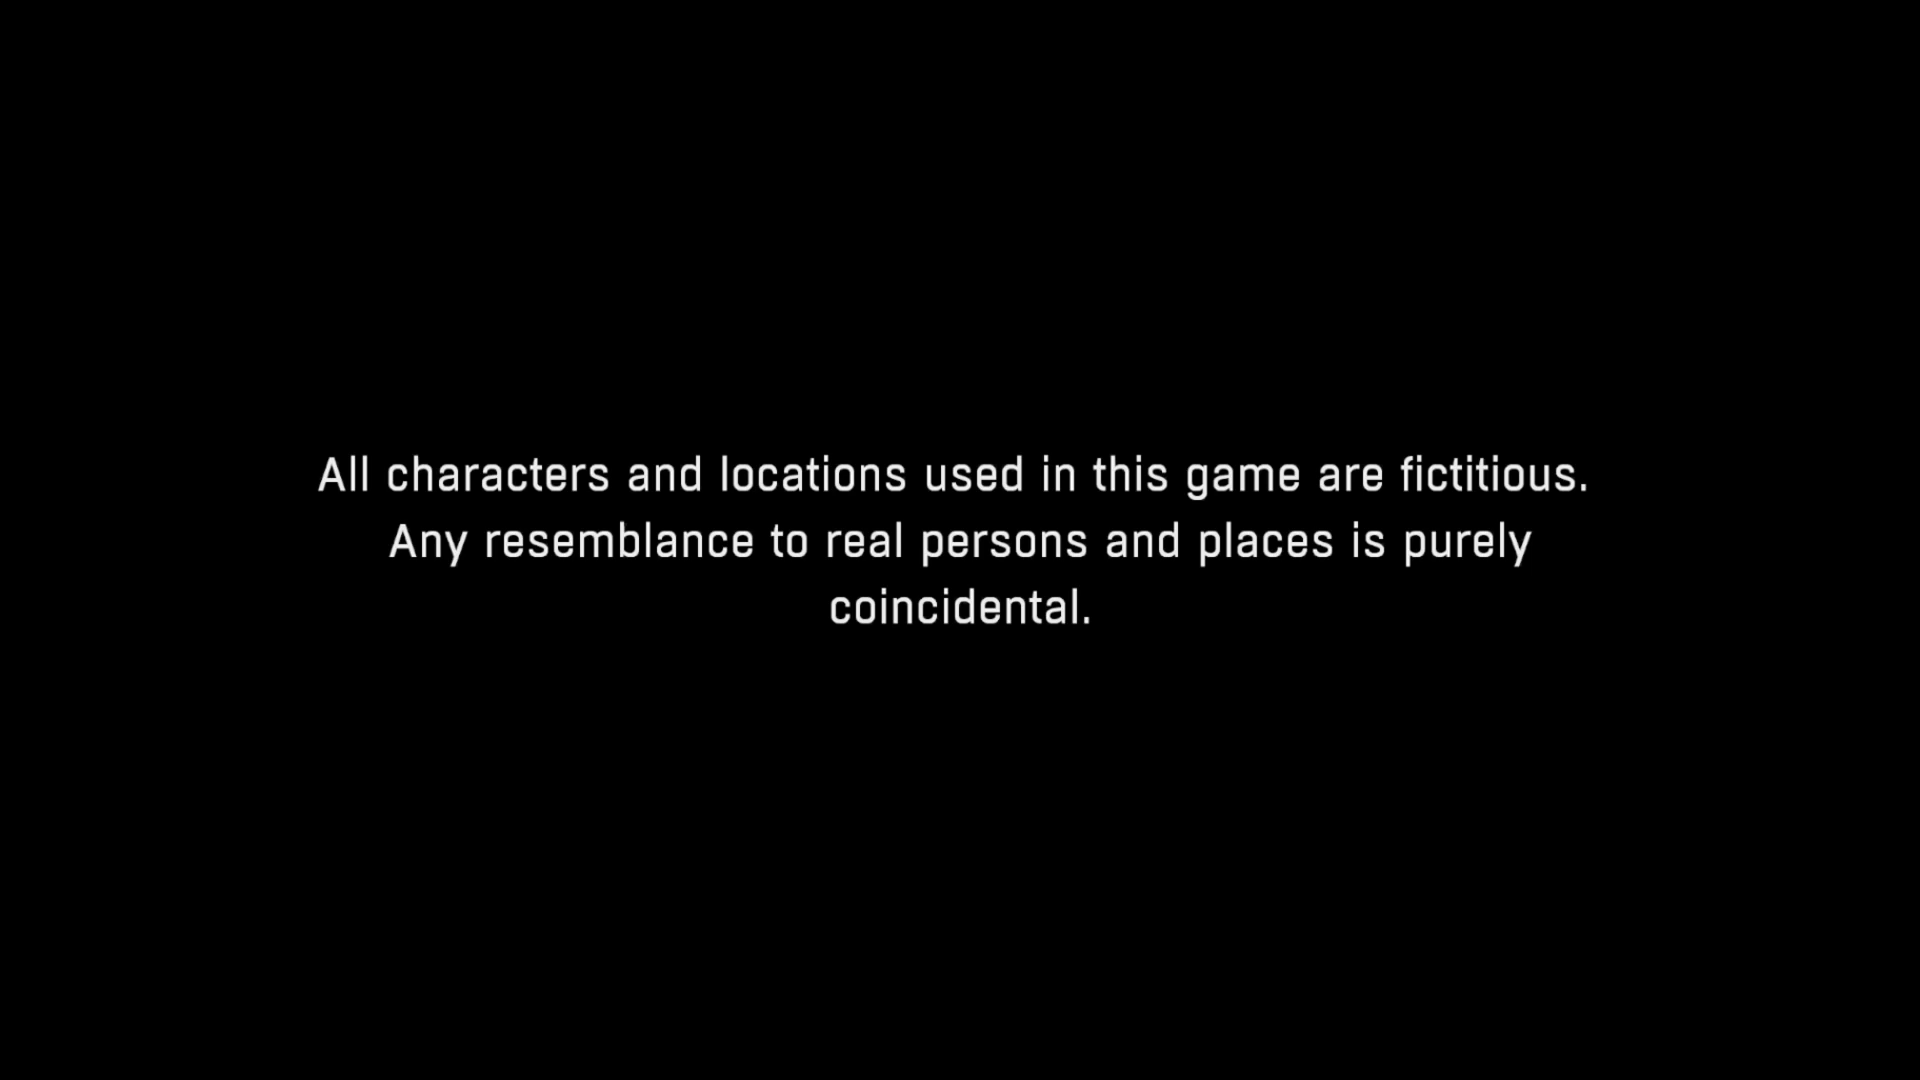 All characters and locations used in this game are fictitious.
Any resemblance to real persons and places is purely
coincidental.